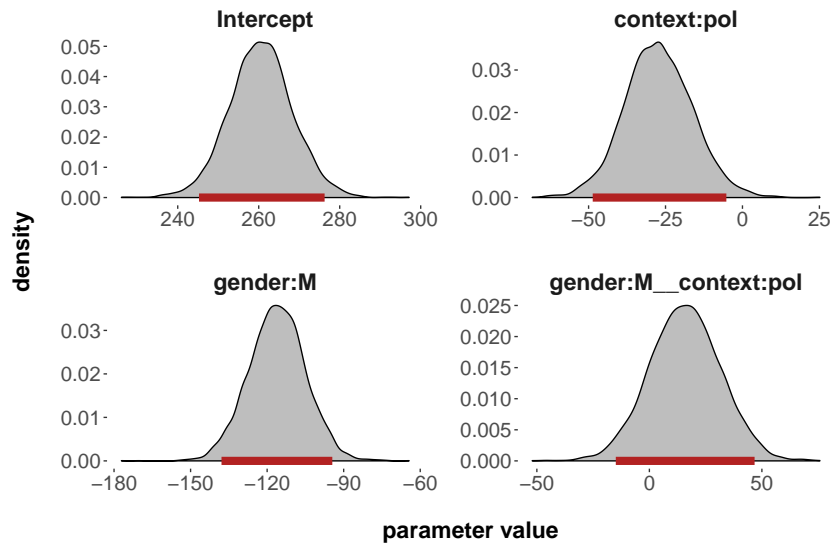 Intercept
context:pol
0.05
0.04
0.03
0.02
0.01
0.00
240 260 280 300
0.03
0.02
0.01
0.00
−50 −25 0 25
density
gender:M
gender:M__context:pol
0.03
0.02
0.01
0.00
−180 −150 −120 −90 −60
0.025
0.020
0.015
0.010
0.005
0.000
−50 0 50
parameter value